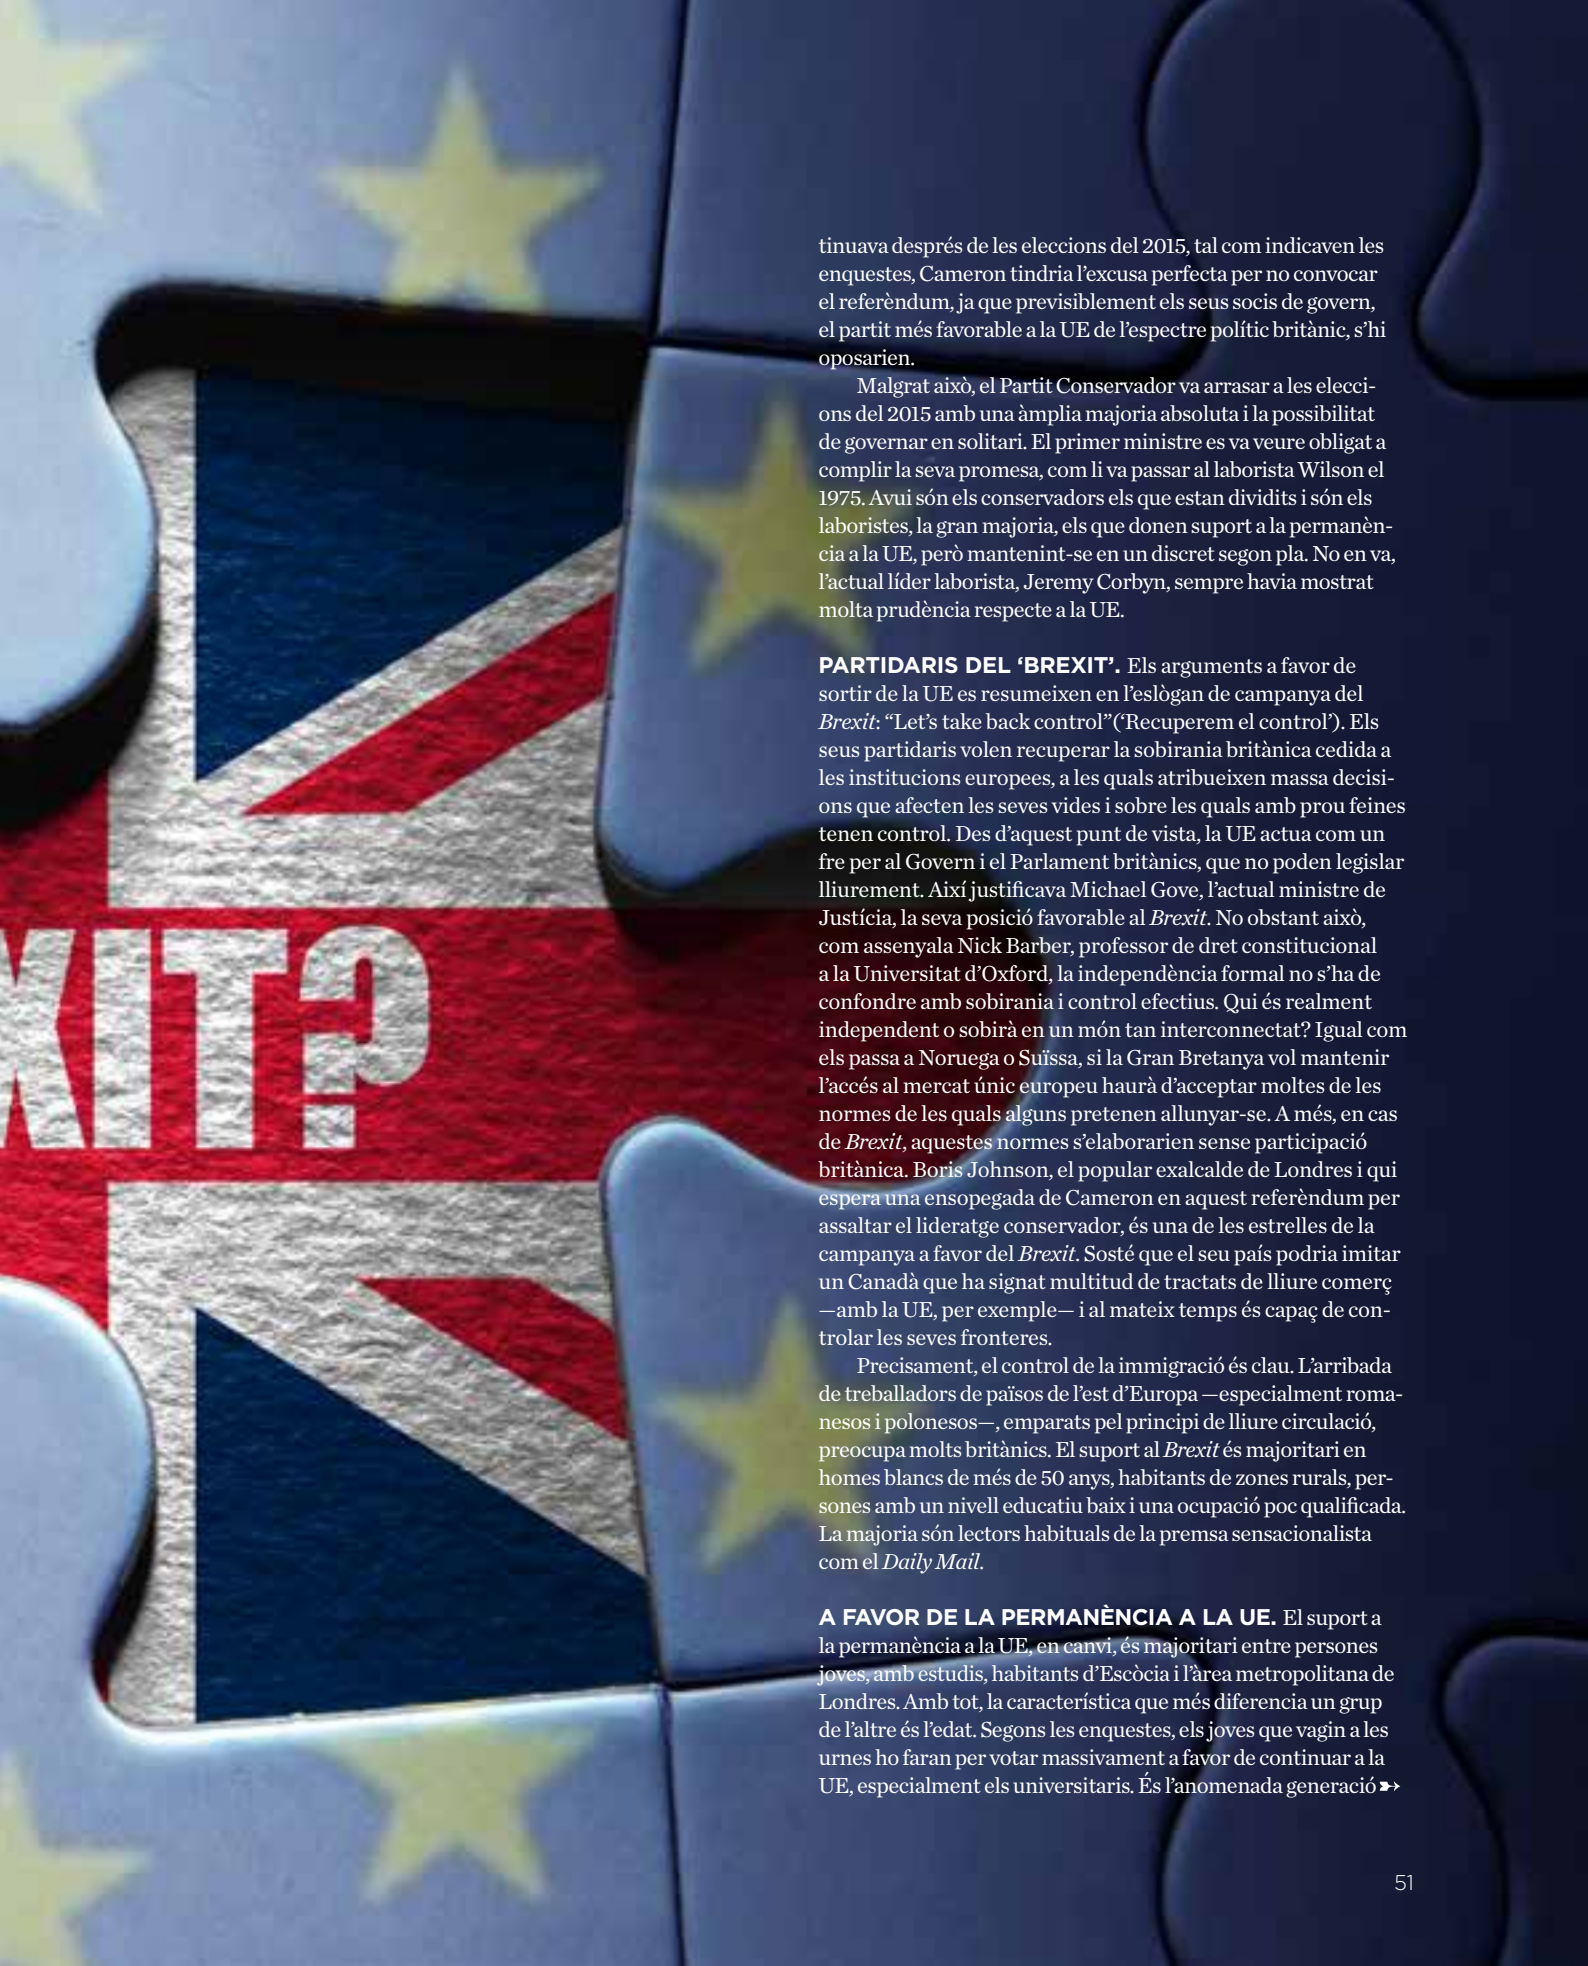 tinuava després de les eleccions del 2015, tal com indicaven les
enquestes, Cameron tindria l’excusa perfecta per no convocar
el referèndum, ja que previsiblement els seus socis de govern,
el partit més favorable a la UE de l’espectre polític britànic, s’hi
oposarien.
Malgrat això, el Partit Conservador va arrasar a les elecci-
ons del 2015 amb una àmplia majoria absoluta i la possibilitat
de governar en solitari. El primer ministre es va veure obligat a
complir la seva promesa, com li va passar al laborista Wilson el
1975. Avui són els conservadors els que estan dividits i són els
laboristes, la gran majoria, els que donen suport a la permanèn-
cia a la UE, però mantenint-se en un discret segon pla. No en va,
l’actual líder laborista, Jeremy Corbyn, sempre havia mostrat
molta prudència respecte a la UE.
PARTIDARIS DEL ‘BREXIT’. Els arguments a favor de
sortir de la UE es resumeixen en l’eslògan de campanya del
Brexit: “Let’s take back control”(‘Recuperem el control’). Els
seus partidaris volen recuperar la sobirania britànica cedida a
les institucions europees, a les quals atribueixen massa decisi-
ons que afecten les seves vides i sobre les quals amb prou feines
tenen control. Des d’aquest punt de vista, la UE actua com un
fre per al Govern i el Parlament britànics, que no poden legislar
lliurement. Així justificava Michael Gove, l’actual ministre de
Justícia, la seva posició favorable al Brexit. No obstant això,
com assenyala Nick Barber, professor de dret constitucional
a la Universitat d’Oxford, la independència formal no s’ha de
confondre amb sobirania i control efectius. Qui és realment
independent o sobirà en un món tan interconnectat? Igual com
els passa a Noruega o Suïssa, si la Gran Bretanya vol mantenir
l’accés al mercat únic europeu haurà d’acceptar moltes de les
normes de les quals alguns pretenen allunyar-se. A més, en cas
de Brexit, aquestes normes s’elaborarien sense participació
britànica. Boris Johnson, el popular exalcalde de Londres i qui
espera una ensopegada de Cameron en aquest referèndum per
assaltar el lideratge conservador, és una de les estrelles de la
campanya a favor del Brexit. Sosté que el seu país podria imitar
un Canadà que ha signat multitud de tractats de lliure comerç
—amb la UE, per exemple— i al mateix temps és capaç de con-
trolar les seves fronteres.
Precisament, el control de la immigració és clau. L’arribada
de treballadors de països de l’est d’Europa —especialment roma-
nesos i polonesos—, emparats pel principi de lliure circulació,
preocupa molts britànics. El suport al Brexit és majoritari en
homes blancs de més de 50 anys, habitants de zones rurals, per-
sones amb un nivell educatiu baix i una ocupació poc qualificada.
La majoria són lectors habituals de la premsa sensacionalista
com el Daily Mail.
A FAVOR DE LA PERMANÈNCIA A LA UE. El suport a
la permanència a la UE, en canvi, és majoritari entre persones
joves, amb estudis, habitants d’Escòcia i l’àrea metropolitana de
Londres. Amb tot, la característica que més diferencia un grup
de l’altre és l’edat. Segons les enquestes, els joves que vagin a les
urnes ho faran per votar massivament a favor de continuar a la
UE, especialment els universitaris. És l’anomenada generació ➳
XIT?
51